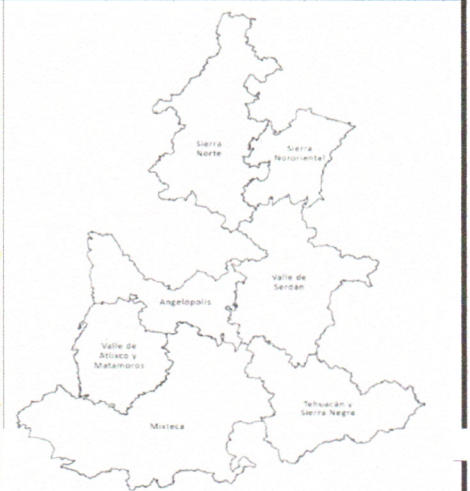 Sierra
Norte
Sierra
Nororiental
Valle de
Serdán
Angelópolis
Valle de
Atlixco y
Matamoros
Tehuacán y
Sierra Negra
Mixteca